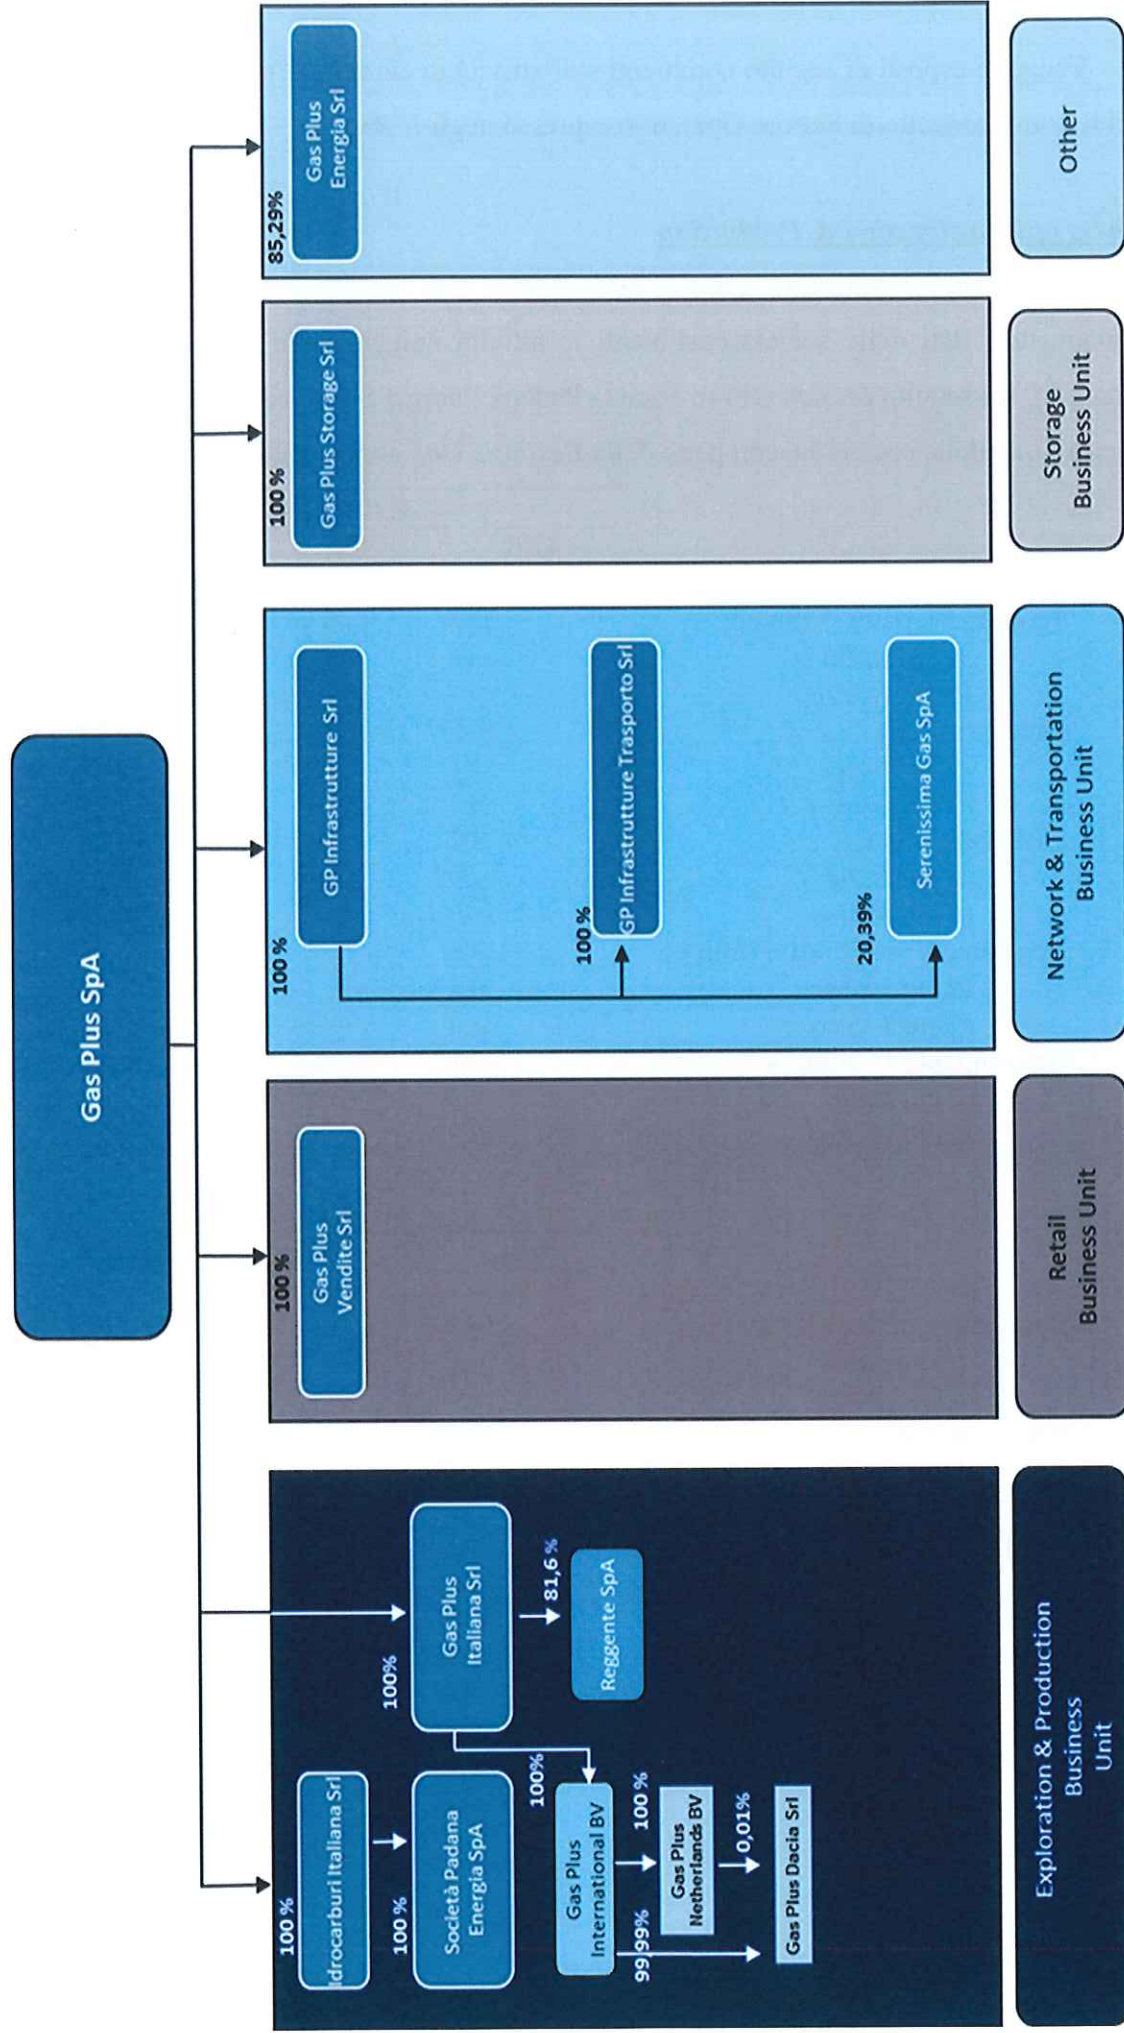 Gas Plus SpA
100 %
Idrocarburi Italiana Srl
100 %
Società Padana
Energia SpA
100%
Gas Plus
Italiana Srl
81,6 %
Reggente SpA
100%
Gas Plus
International BV
100 %
Gas Plus
Netherlands BV
99,99%
0,01%
Gas Plus Dacia Srl
Exploration & Production
Business
Unit
100 %
Gas Plus
Vendite Srl
Retail
Business Unit
100 %
GP Infrastrutture Srl
100 %
GP Infrastrutture Trasporto Srl
20,39%
Serenissima Gas SpA
Network & Transportation
Business Unit
100 %
Gas Plus Storage Srl
Storage
Business Unit
85,29%
Gas Plus
Energia Srl
Other